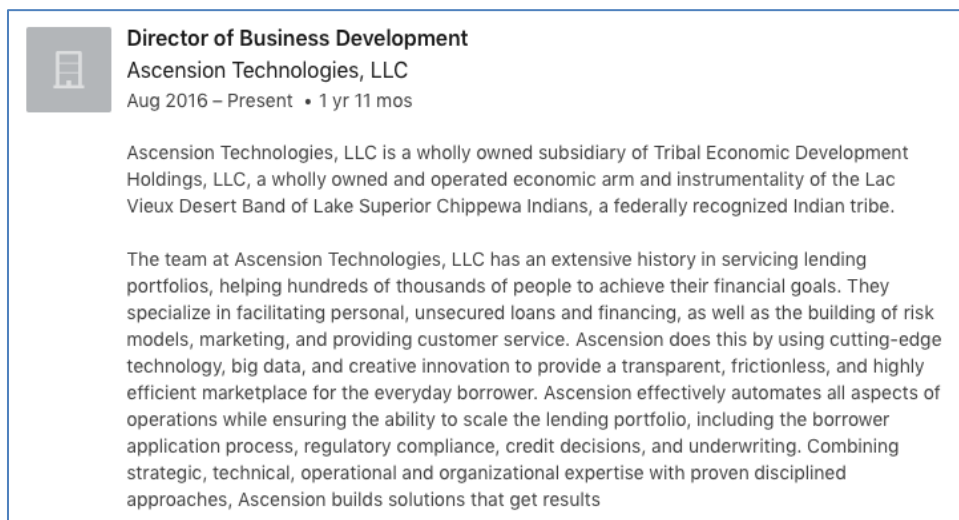 Director of Business Development
Ascension Technologies, LLC
Aug 2016 – Present • 1 yr 11 mos
Ascension Technologies, LLC is a wholly owned subsidiary of Tribal Economic Development
Holdings, LLC, a wholly owned and operated economic arm and instrumentality of the Lac
Vieux Desert Band of Lake Superior Chippewa Indians, a federally recognized Indian tribe.
The team at Ascension Technologies, LLC has an extensive history in servicing lending
portfolios, helping hundreds of thousands of people to achieve their financial goals. They
specialize in facilitating personal, unsecured loans and financing, as well as the building of risk
models, marketing, and providing customer service. Ascension does this by using cutting-edge
technology, big data, and creative innovation to provide a transparent, frictionless, and highly
efficient marketplace for the everyday borrower. Ascension effectively automates all aspects of
operations while ensuring the ability to scale the lending portfolio, including the borrower
application process, regulatory compliance, credit decisions, and underwriting. Combining
strategic, technical, operational and organizational expertise with proven disciplined
approaches, Ascension builds solutions that get results